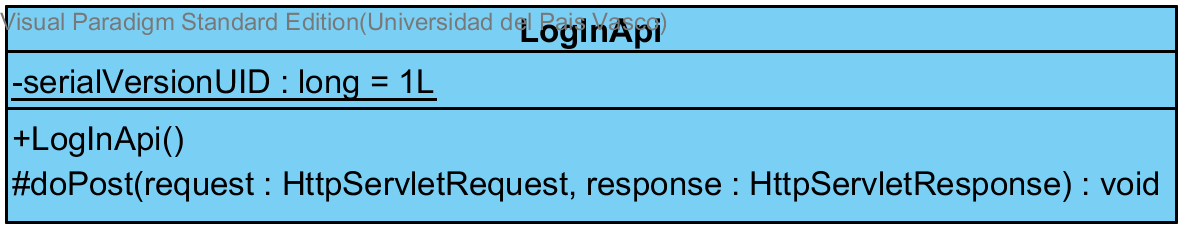 Visual Paradigm Standard Edition(Universidad del Pais Vasco)
LogInApi
-serialVersionUID : long = 1L
+LogInApi()
#doPost(request : HttpServletRequest, response : HttpServletResponse) : void